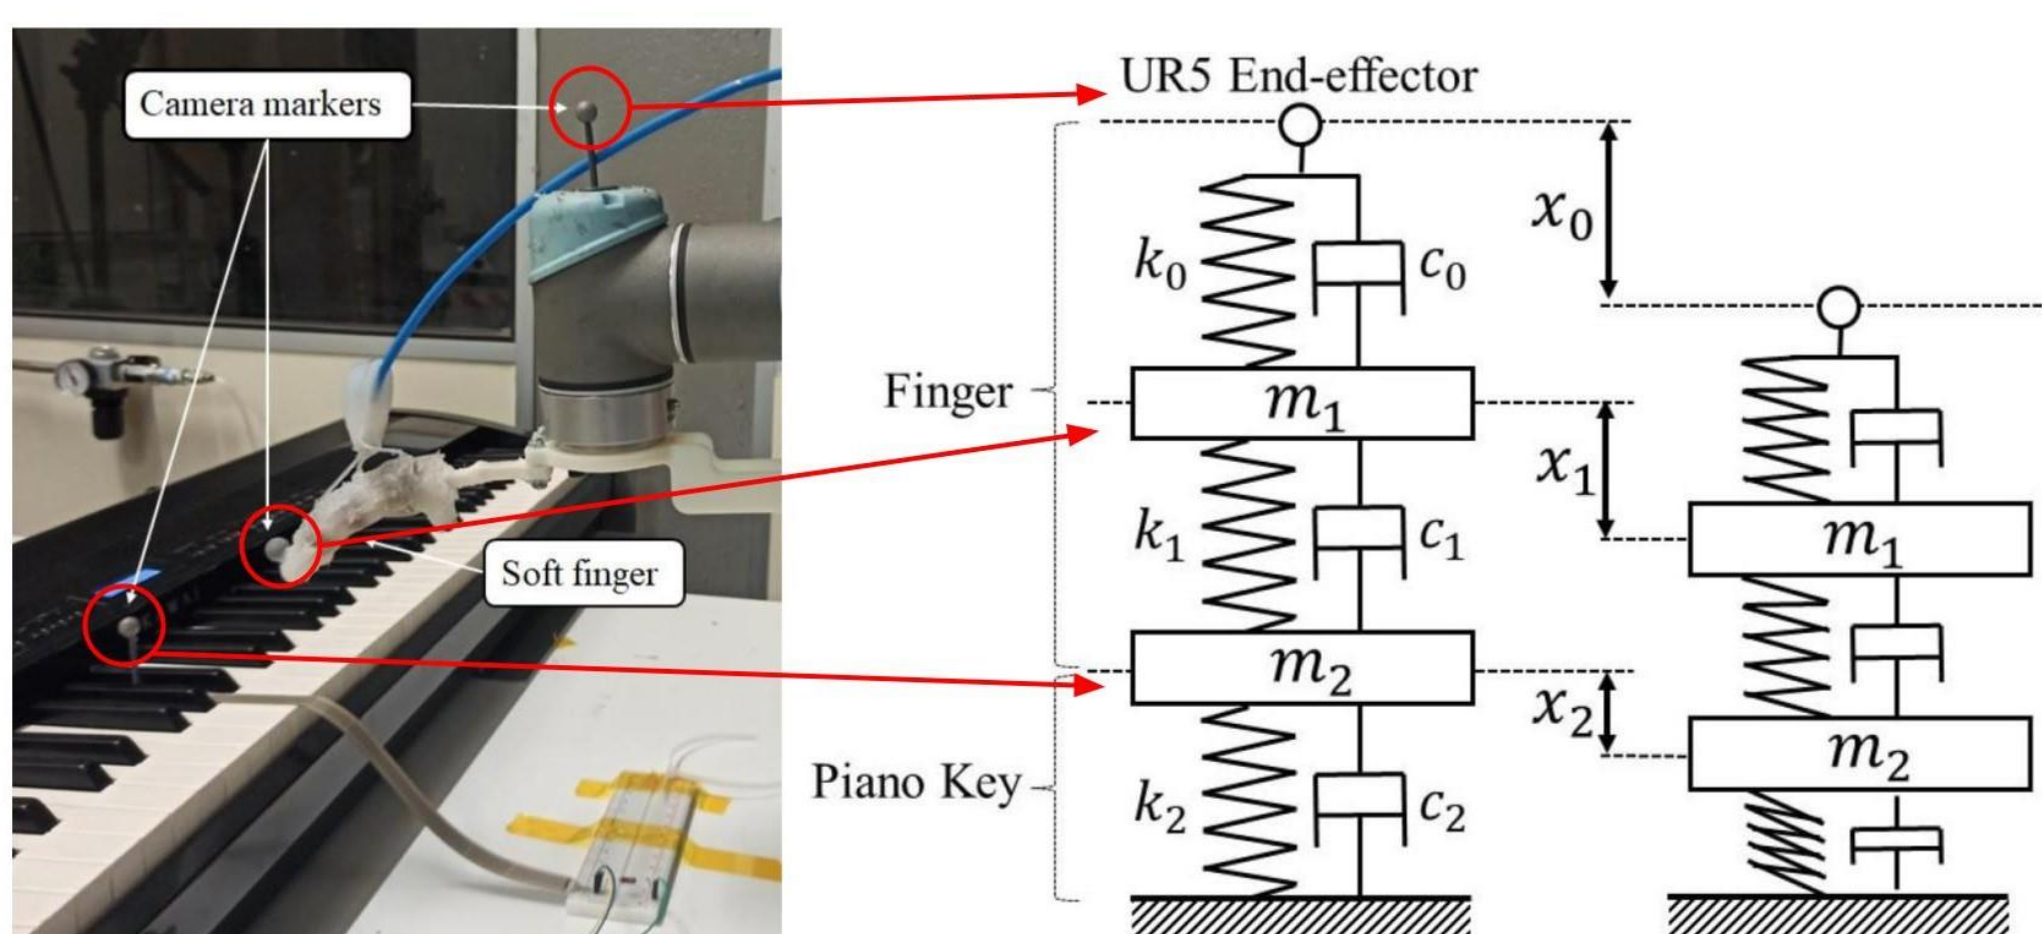 Camera markers
Soft finger
UR5 End-effector
x₀
k₀ c₀
Finger
m₁
x₁
m₁
k₁ c₁
m₂
x₂
m₂
Piano Key
k₂ c₂